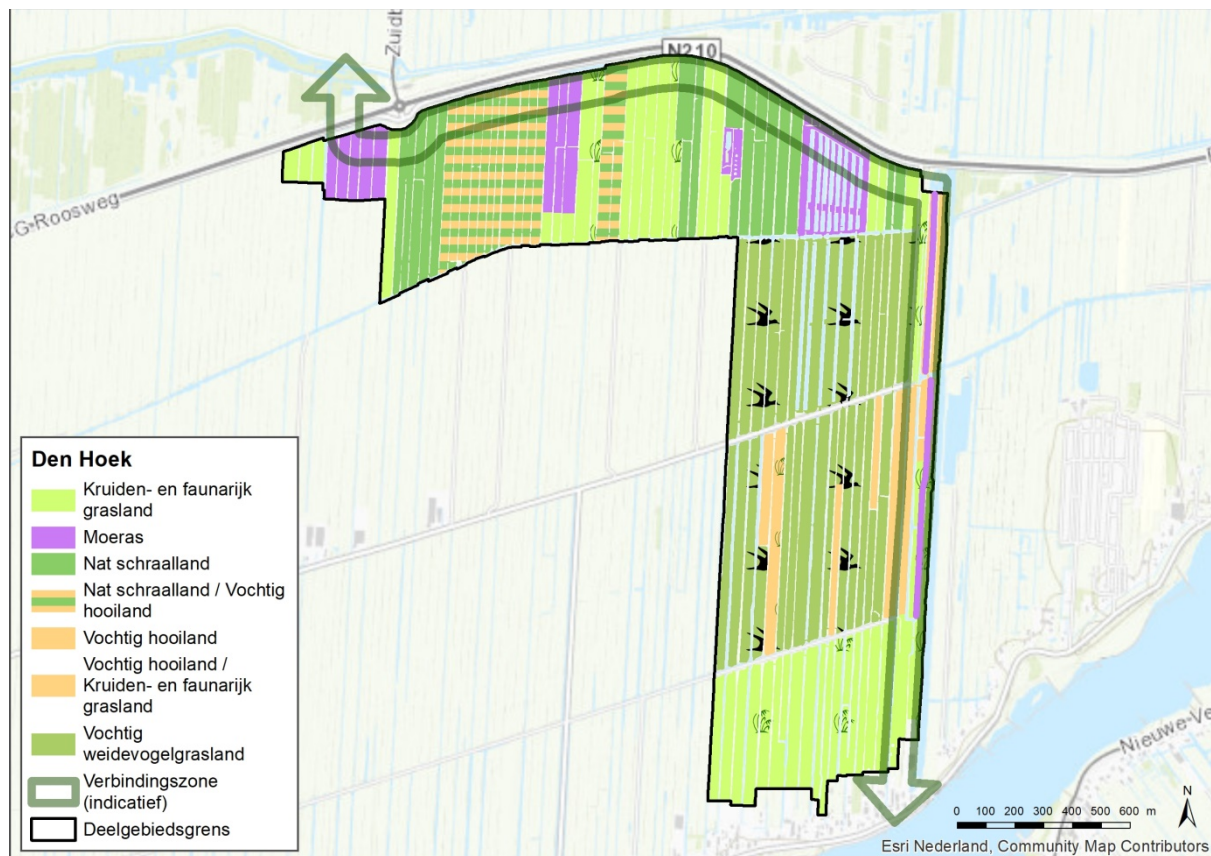 N210
Zuidb
G-Roosweg
Den Hoek
Kruiden- en faunarijk
grasland
Moeras
Nat schraalland
Nat schraalland / Vochtig
hooiland
Vochtig hooiland
Vochtig hooiland /
Kruiden- en faunarijk
grasland
Vochtig
weidevogelgrasland
Verbindingszone
(indicatief)
Deelgebiedsgrens
Nieuwe-Ve
N
0 100 200 300 400 500 600 m
Esri Nederland, Community Map Contributors